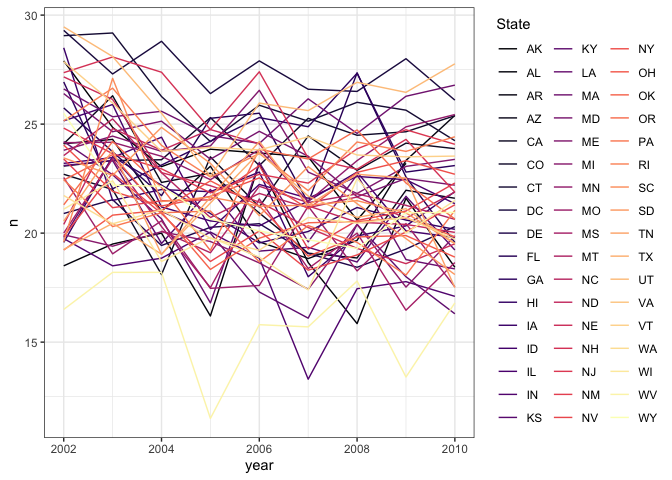 State
30
25
20
15
n
2002
2004
2006
2008
2010
year
AK KY NY
AL LA OH
AR MA OK
AZ MD OR
CA ME PA
CO MI RI
CT MN SC
DC MO SD
DE MS TN
FL MT TX
GA NC UT
HI ND VA
IA NE VT
ID NH WA
IL NJ WI
IN NM WV
KS NV WY